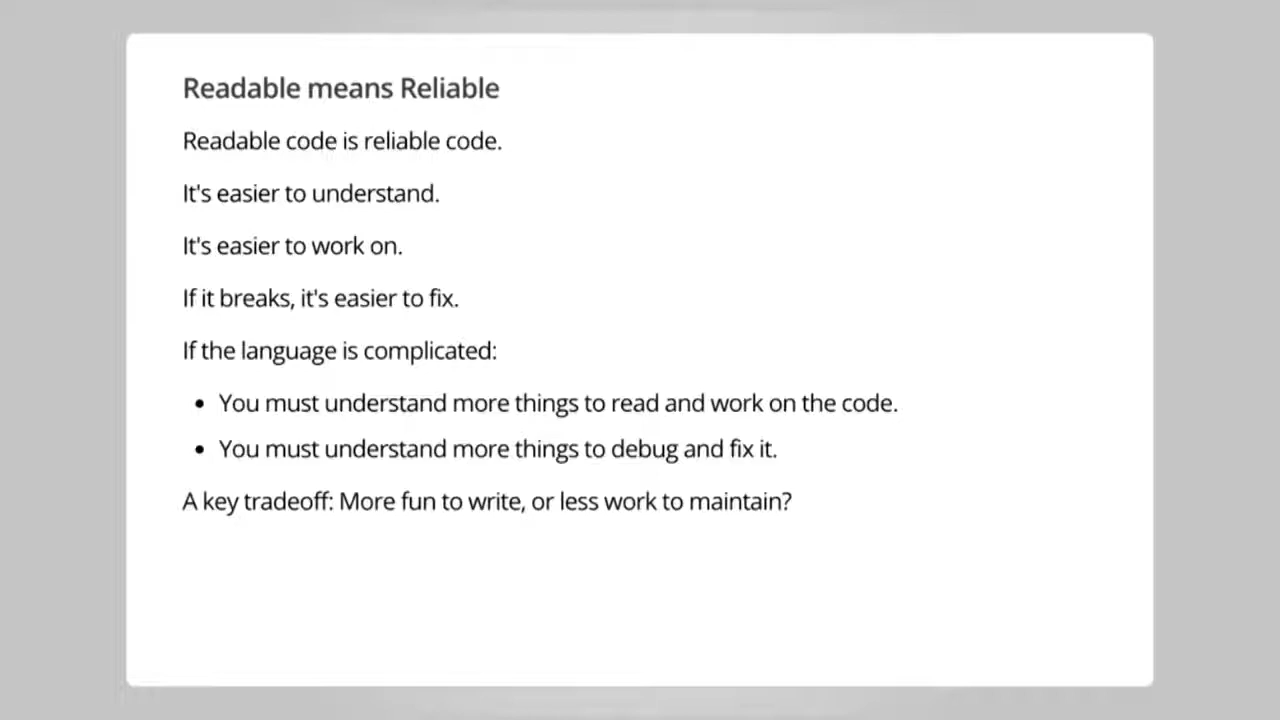 Readable means Reliable
Readable code is reliable code.
It's easier to understand.
It's easier to work on.
If it breaks, it's easier to fix.
If the language is complicated:
• You must understand more things to read and work on the code.
• You must understand more things to debug and fix it.
A key tradeoff: More fun to write, or less work to maintain?